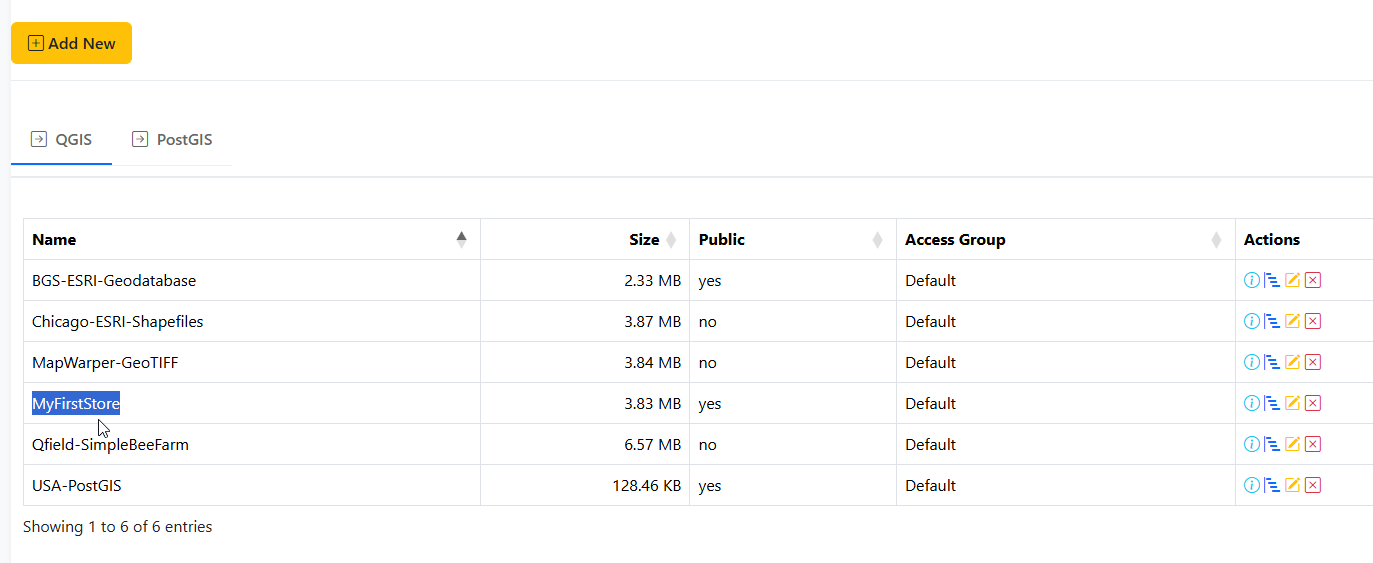 Add New
QGIS PostGIS
Name Size Public Access Group Actions
BGS-ESRI-Geodatabase 2.33 MB yes Default
Chicago-ESRI-Shapefiles 3.87 MB no Default
MapWarper-GeoTIFF 3.84 MB no Default
MyFirstStore 3.83 MB yes Default
Qfield-SimpleBeeFarm 6.57 MB no Default
USA-PostGIS 128.46 KB yes Default
Showing 1 to 6 of 6 entries